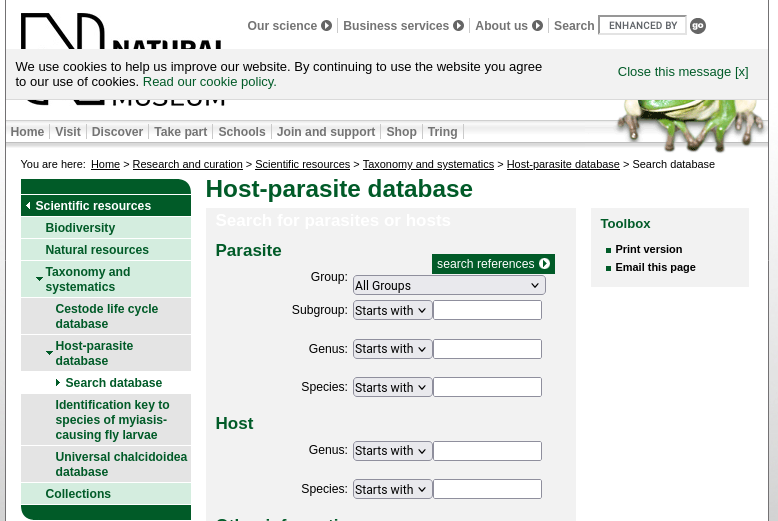 Our science
Business services
About us
Search
ENHANCED BY
go
NATURAL
We use cookies to help us improve our website. By continuing to use the website you agree
to our use of cookies. Read our cookie policy.
Close this message [x]
MUSEUM
Home
Visit
Discover
Take part
Schools
Join and support
Shop
Tring
You are here: Home > Research and curation > Scientific resources > Taxonomy and systematics > Host-parasite database > Search database
Scientific resources
Biodiversity
Natural resources
Taxonomy and
systematics
Cestode life cycle
database
Host-parasite
database
Search database
Identification key to
species of myiasis-
causing fly larvae
Universal chalcidoidea
database
Collections
Host-parasite database
Search for parasites or hosts
Parasite
search references
Group: All Groups
Subgroup: Starts with
Genus: Starts with
Species: Starts with
Host
Genus: Starts with
Species: Starts with
Toolbox
Print version
Email this page